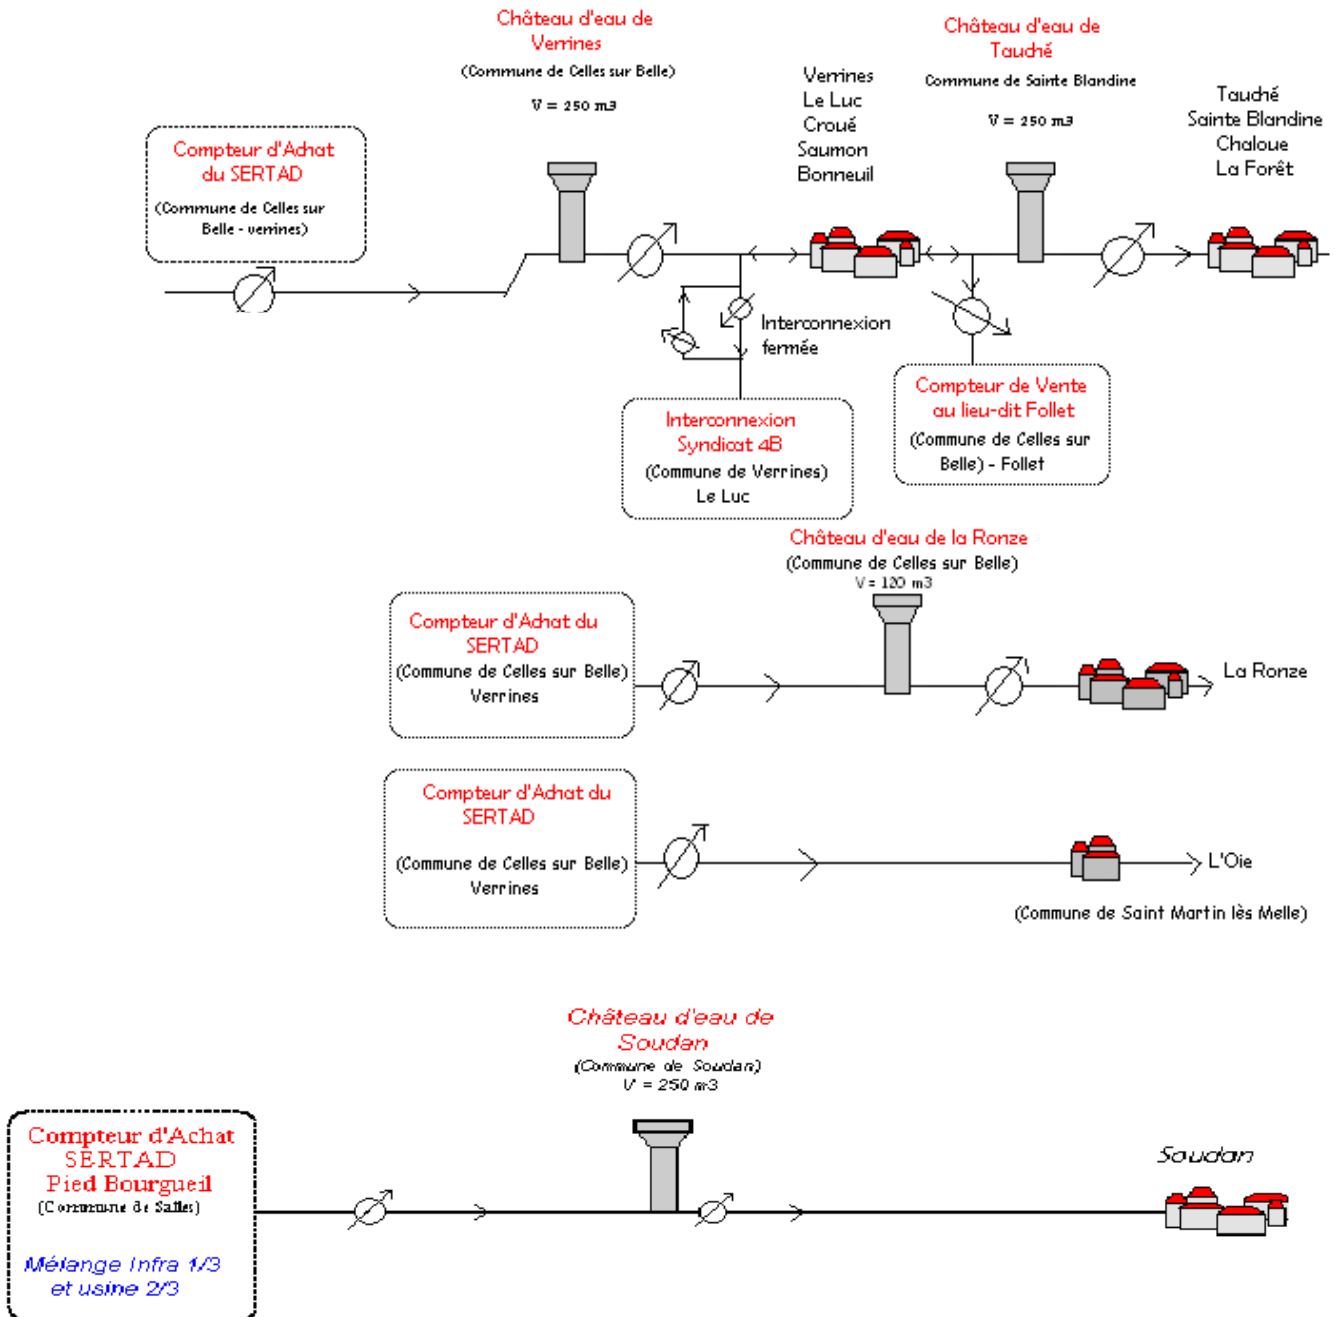 Château d'eau de
Verrines
(Commune de Celles sur Belle)
V = 250 m3
Château d'eau de
Tauché
Commune de Sainte Blandine
V = 250 m3
Verrines
Le Luc
Croué
Saumon
Bonneuil
Tauché
Sainte Blandine
Chaloue
La Forêt
Compteur d'Achat
du SERTAD
(Commune de Celles sur
Belle - verrines)
Interconnexion
fermée
Interconnexion
Syndicat 4B
(Commune de Verrines)
Le Luc
Compteur de Vente
au lieu-dit Follet
(Commune de Celles sur
Belle) - Follet
Château d'eau de la Ronze
(Commune de Celles sur Belle)
V = 120 m3
Compteur d'Achat du
SERTAD
(Commune de Celles sur Belle)
Verrines
La Ronze
Compteur d'Achat du
SERTAD
(Commune de Celles sur Belle)
Verrines
L'Oie
(Commune de Saint Martin lès Melle)
Château d'eau de
Soudan
(Commune de Soudan)
V = 250 m3
Compteur d'Achat
SERTAD
Pied Bourgueil
(Commune de Salles)
Mélange Infra 1/3
et usine 2/3
Soudan